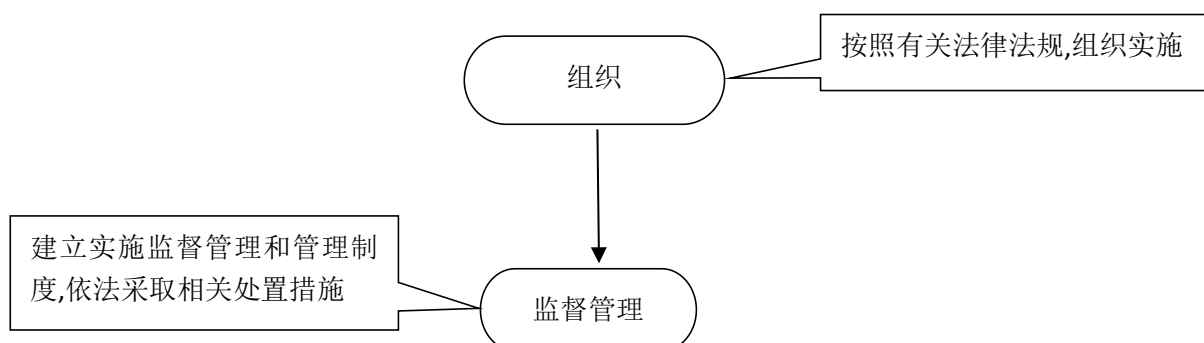 按照有关法律法规,组织实施
组织
建立实施监督管理和管理制
度,依法采取相关处置措施
监督管理